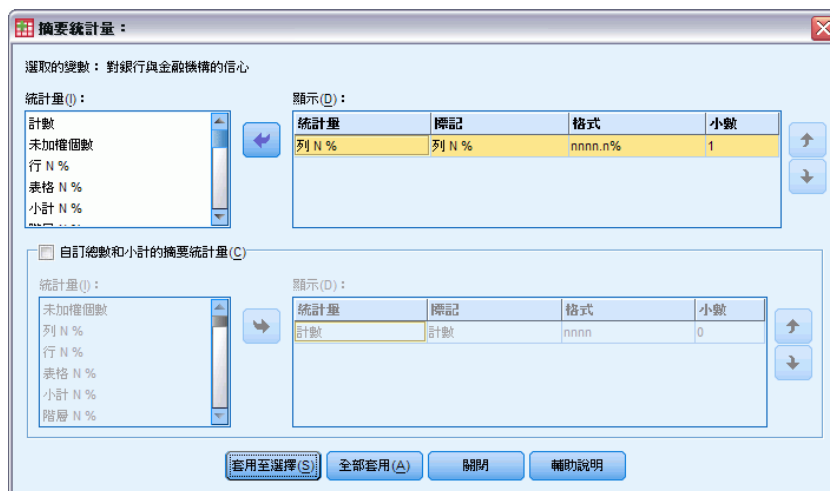 摘要統計量：
選取的變數： 對銀行與金融機構的信心
統計量(I)：
顯示(D)：
計數
未加權個數
行 N %
表格 N %
小計 N %
統計量 標記 格式 小數
列 N % 列 N % nnnn.n% 1
自訂總數和小計的摘要統計量(C)
統計量(I)：
顯示(D)：
未加權個數
列 N %
行 N %
表格 N %
小計 N %
階層 N %
統計量 標記 格式 小數
計數 計數 nnnn 0
套用至選擇(S) 全部套用(A) 關閉 輔助說明